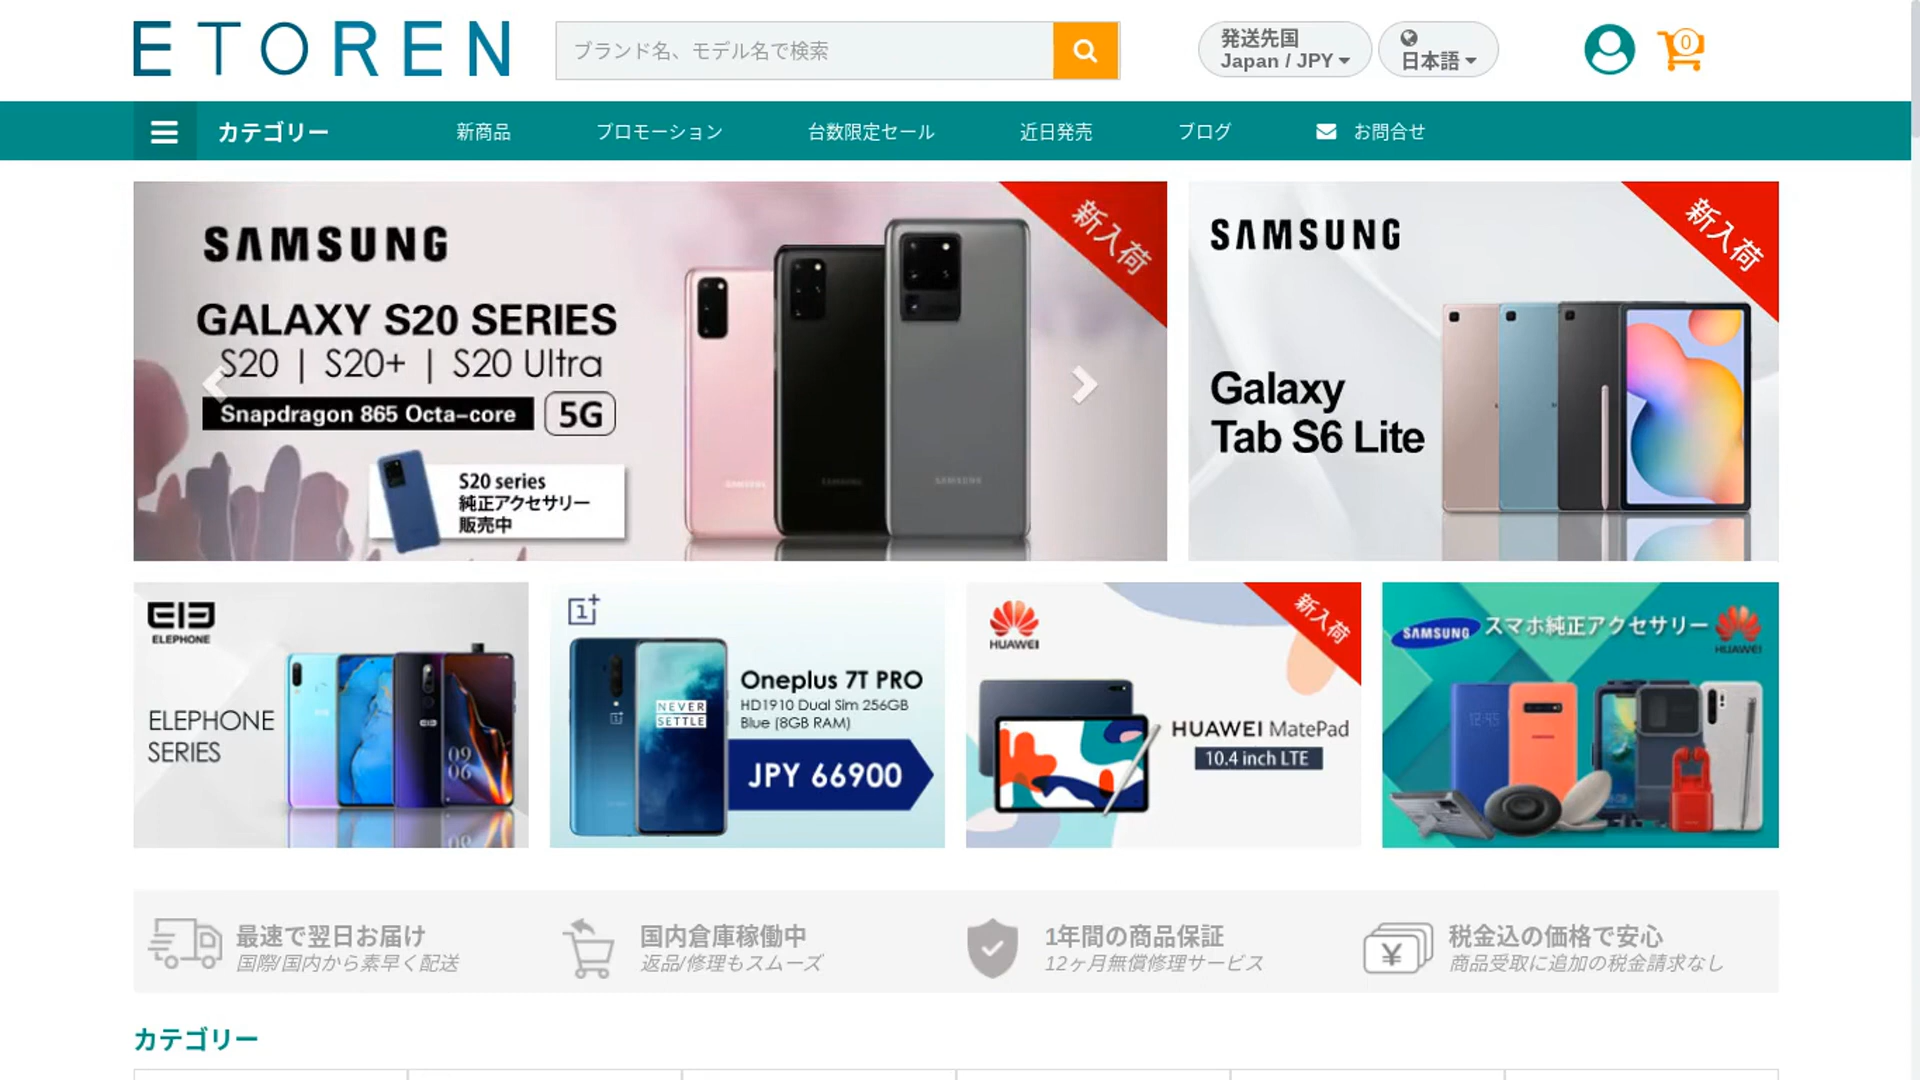 ETOREN
ブランド名、モデル名で検索
発送先国
Japan / JPY
日本語
0
カテゴリー
新商品
プロモーション
台数限定セール
近日発売
ブログ
お問合せ
SAMSUNG
GALAXY S20 SERIES
S20 | S20+ | S20 Ultra
Snapdragon 865 Octa-core
5G
S20 series
純正アクセサリー
販売中
SAMSUNG
SAMSUNG
SAMSUNG
新入荷
SAMSUNG
Galaxy
Tab S6 Lite
新入荷
ELEPHONE
ELEPHONE
SERIES
09
06
1+
NEVER
SETTLE
Oneplus 7T PRO
HD1910 Dual Sim 256GB
Blue (8GB RAM)
JPY 66900
HUAWEI
HUAWEI MatePad
10.4 inch LTE
新入荷
SAMSUNG
スマホ純正アクセサリー
HUAWEI
最速で翌日お届け
国際/国内から素早く配送
国内倉庫稼働中
返品/修理もスムーズ
1年間の商品保証
12ヶ月無償修理サービス
税金込の価格で安心
商品受取に追加の税金請求なし
カテゴリー